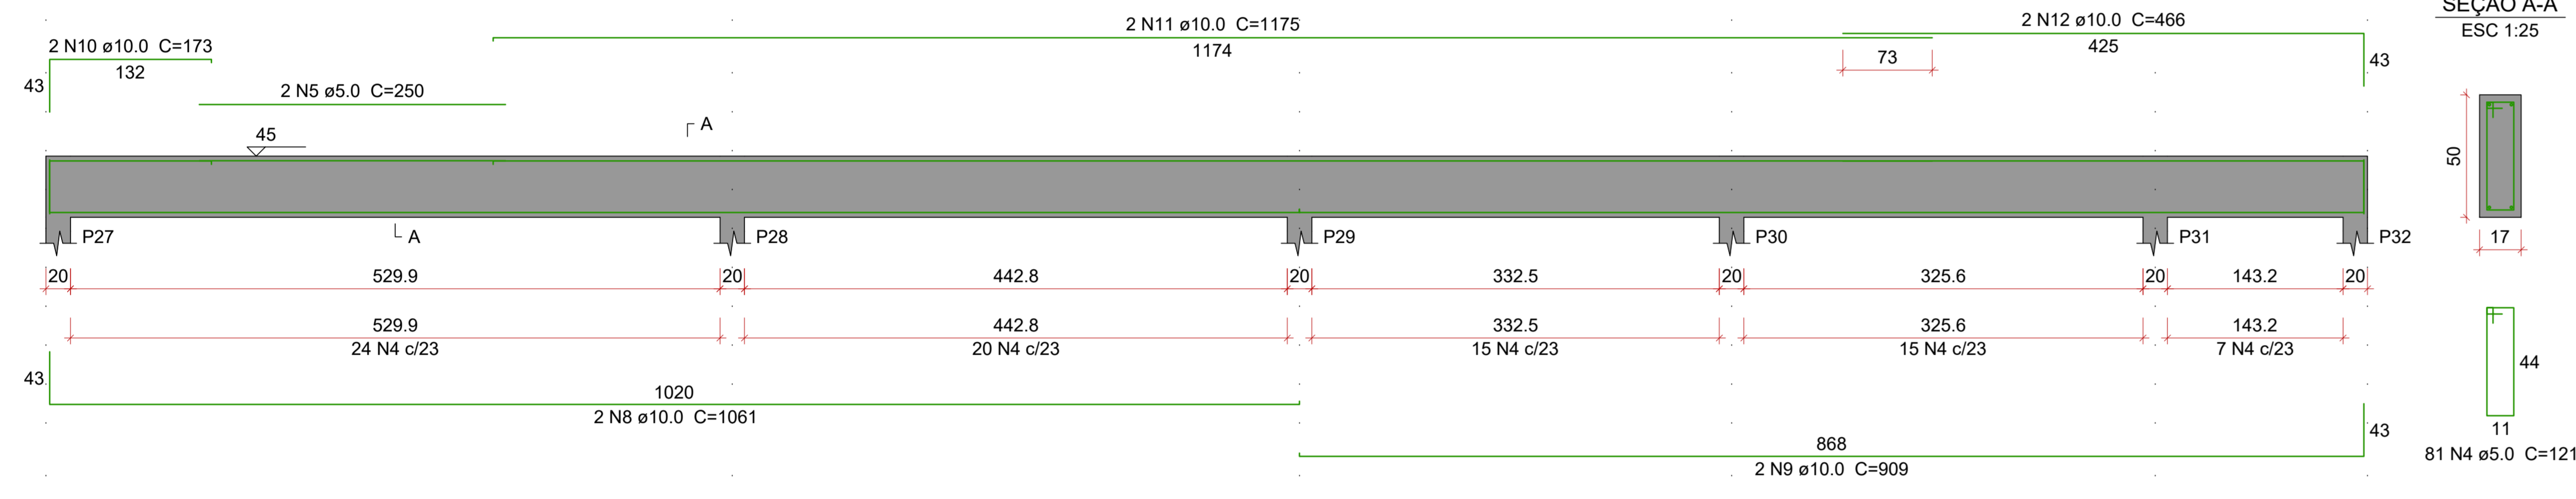 2 N11 ø10.0 C=1175
1174
2 N12 ø10.0 C=466
425
43
73
2 N10 ø10.0 C=173
132
43
2 N5 ø5.0 C=250
45
A
A
SEÇÃO A-A
ESC 1:25
50
17
P27
P28
P29
P30
P31
P32
20 529.9 20 442.8 20 332.5 20 325.6 20 143.2 20
529.9 442.8 332.5 325.6 143.2
24 N4 c/23 20 N4 c/23 15 N4 c/23 15 N4 c/23 7 N4 c/23
43
1020
2 N8 ø10.0 C=1061
868
43
2 N9 ø10.0 C=909
44
11
81 N4 ø5.0 C=121